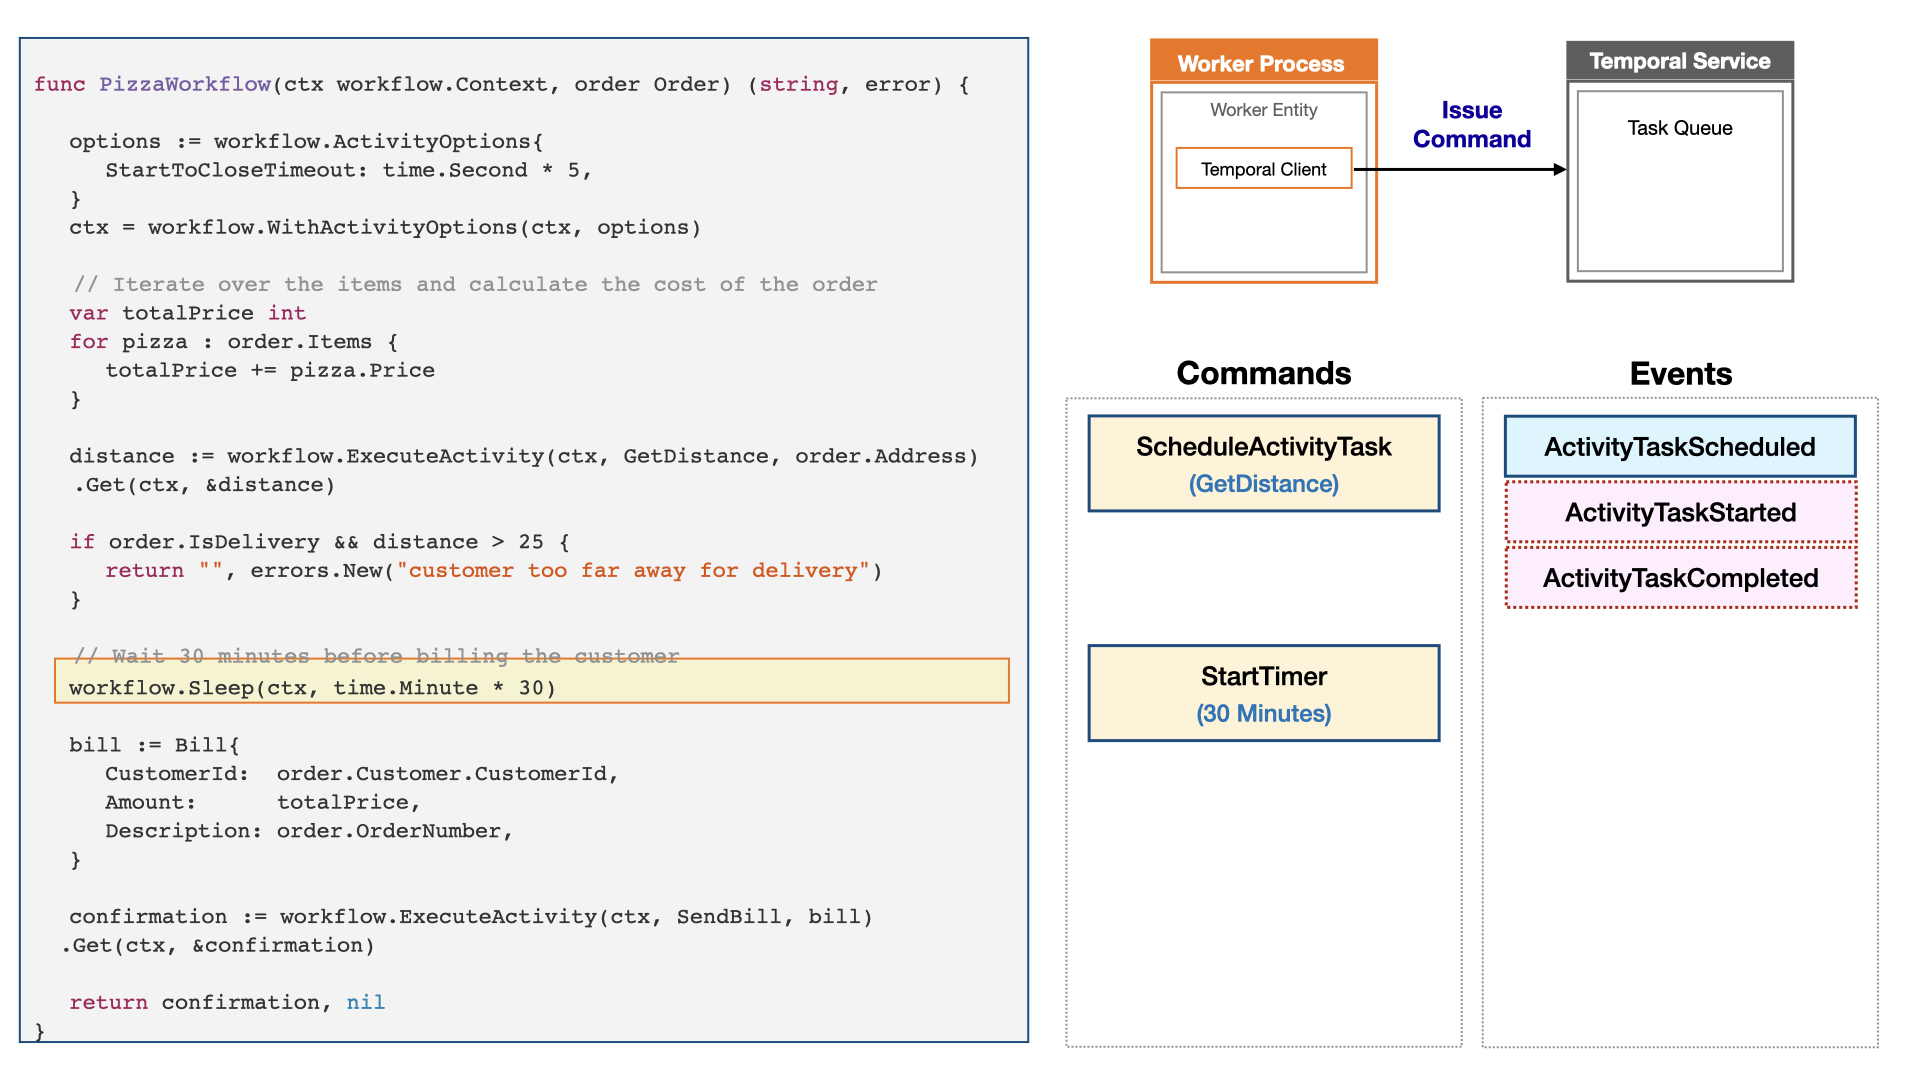 func PizzaWorkflow(ctx workflow.Context, order Order) (string, error) {
options := workflow.ActivityOptions{
StartToCloseTimeout: time.Second * 5,
}
ctx = workflow.WithActivityOptions(ctx, options)
// Iterate over the items and calculate the cost of the order
var totalPrice int
for pizza : order.Items {
totalPrice += pizza.Price
}
distance := workflow.ExecuteActivity(ctx, GetDistance, order.Address)
.Get(ctx, &distance)
if order.IsDelivery && distance > 25 {
return "", errors.New("customer too far away for delivery")
}
// Wait 30 minutes before billing the customer
workflow.Sleep(ctx, time.Minute * 30)
bill := Bill{
CustomerId:  order.Customer.CustomerId,
Amount:      totalPrice,
Description: order.OrderNumber,
}
confirmation := workflow.ExecuteActivity(ctx, SendBill, bill)
.Get(ctx, &confirmation)
return confirmation, nil
}
Worker Process
Worker Entity
Temporal Client
Issue
Command
Temporal Service
Task Queue
Commands
ScheduleActivityTask
(GetDistance)
StartTimer
(30 Minutes)
Events
ActivityTaskScheduled
ActivityTaskStarted
ActivityTaskCompleted